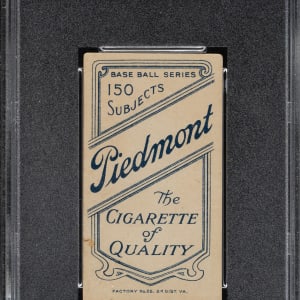 BASE BALL SERIES
150
SUBJECTS
Piedmont
The
CIGARETTE
of
QUALITY
FACTORY No. 25, 2nd DIST. VA.